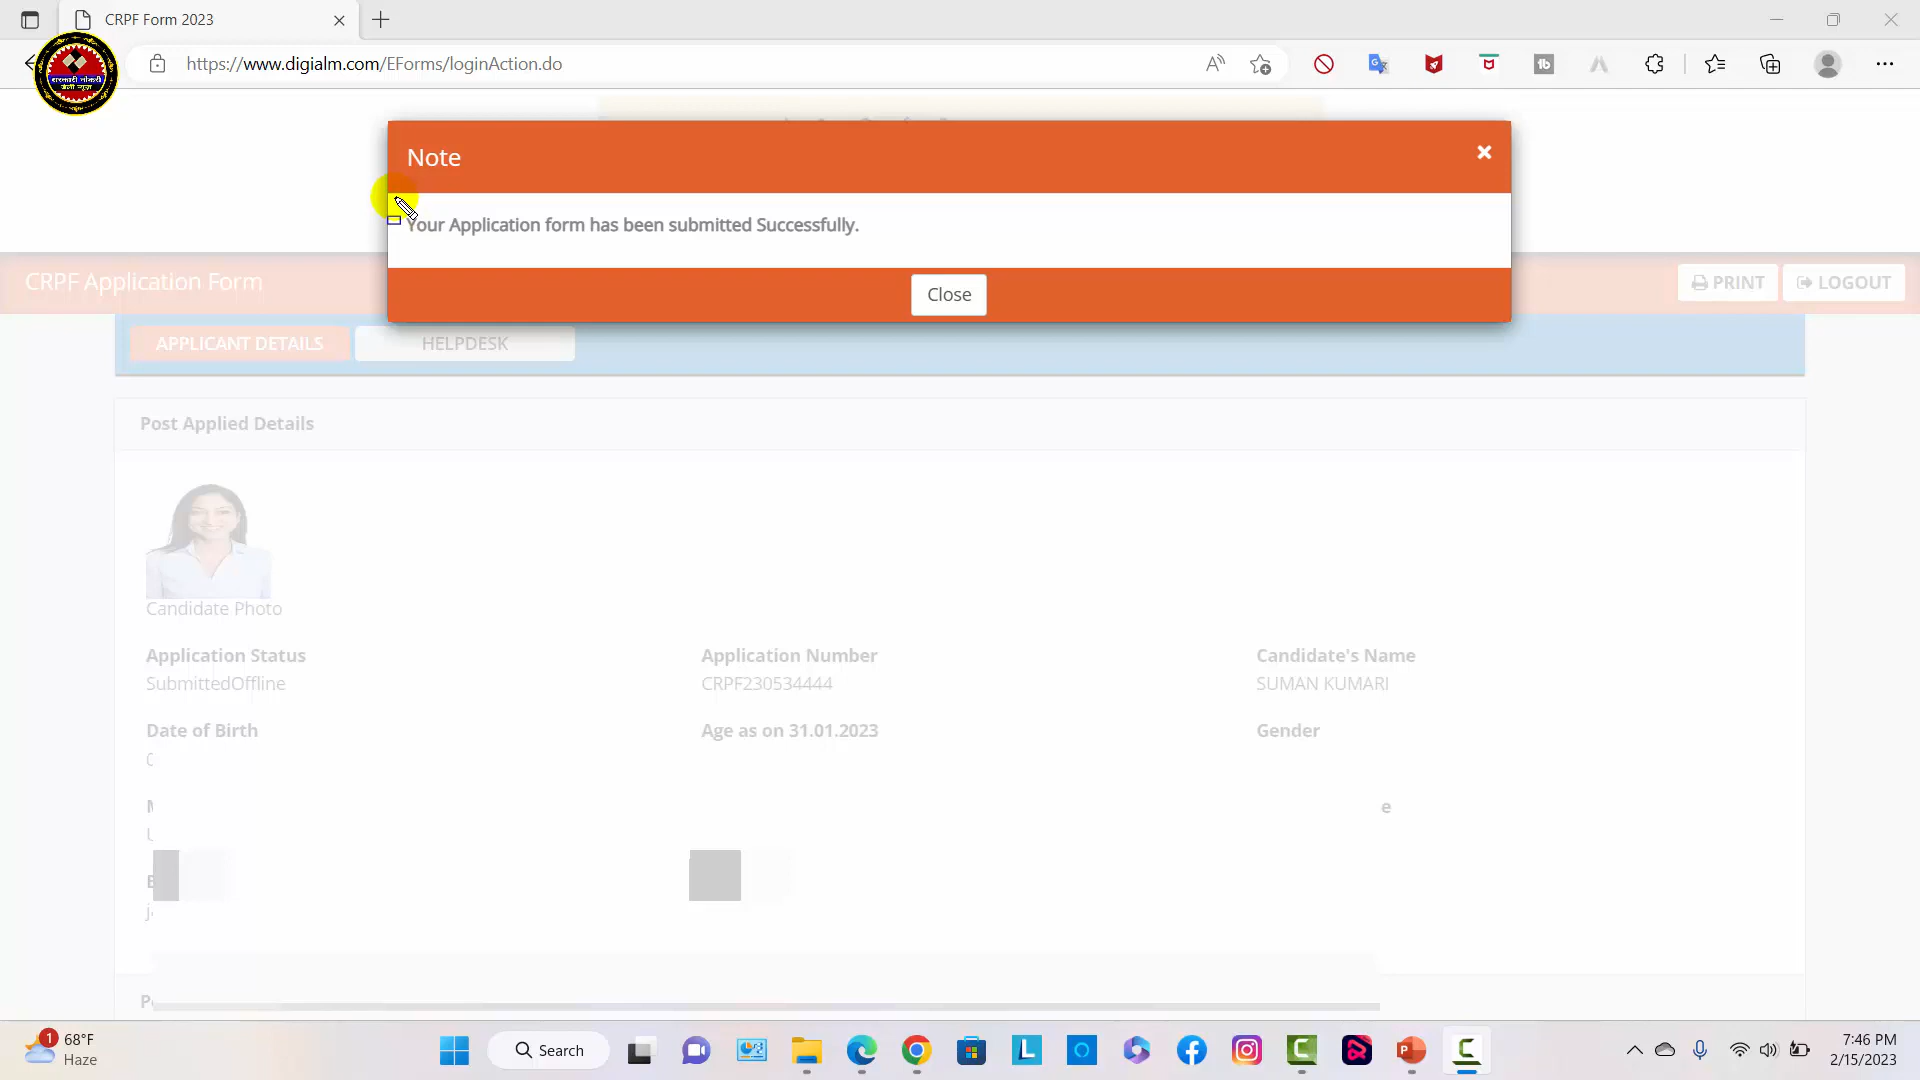 CRPF Form 2023
https://www.digialm.com/EForms/loginAction.do
सरकारी नौकरी
Note
Your Application form has been submitted Successfully.
Close
CRPF Application Form
PRINT
LOGOUT
APPLICANT DETAILS
HELPDESK
Post Applied Details
Candidate Photo
Application Status
Application Number
Candidate's Name
SubmittedOffline
CRPF230534444
SUMAN KUMARI
Date of Birth
Age as on 31.01.2023
Gender
e
1
68°F
Haze
Search
7:46 PM
2/15/2023